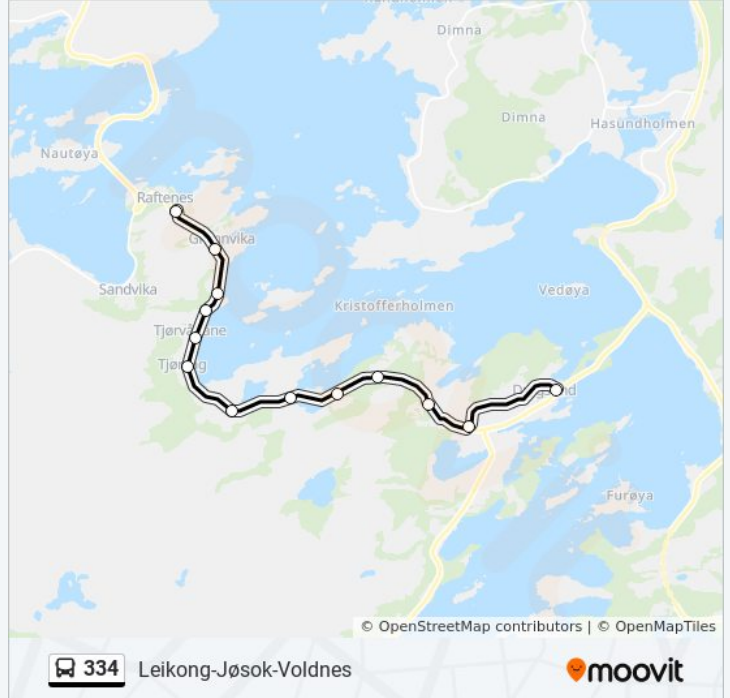 Dimna
Dimna
Hasundholmen
Nautøya
Raftenes
Sandvika
Kristofferholmen
Vedøya
Furøya
© OpenStreetMap contributors | © OpenMapTiles
334 Leikong-Jøsok-Voldnes moovit